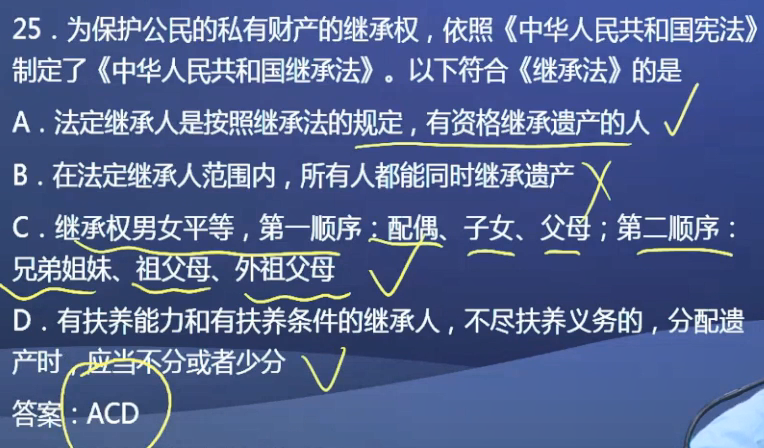 25．为保护公民的私有财产的继承权，依照《中华人民共和国宪法》
制定了《中华人民共和国继承法》。以下符合《继承法》的是
A．法定继承人是按照继承法的规定，有资格继承遗产的人
B．在法定继承人范围内，所有人都能同时继承遗产
C．继承权男女平等，第一顺序：配偶、子女、父母；第二顺序：
兄弟姐妹、祖父母、外祖父母
D．有扶养能力和有扶养条件的继承人，不尽扶养义务的，分配遗
产时，应当不分或者少分
答案：ACD